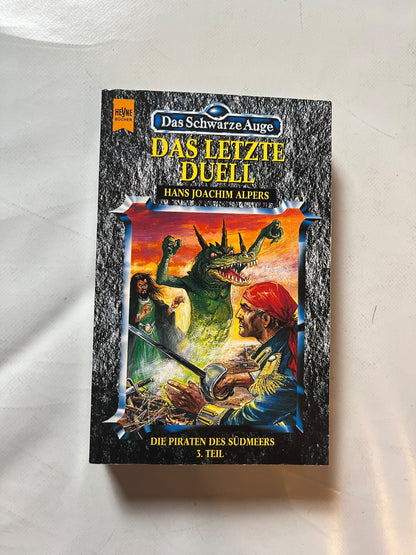 HEYNE
BÜCHER
Das Schwarze Auge
DAS LETZTE
DUELL
HANS JOACHIM ALPERS
DIE PIRATEN DES SÜDMEERS
3. TEIL